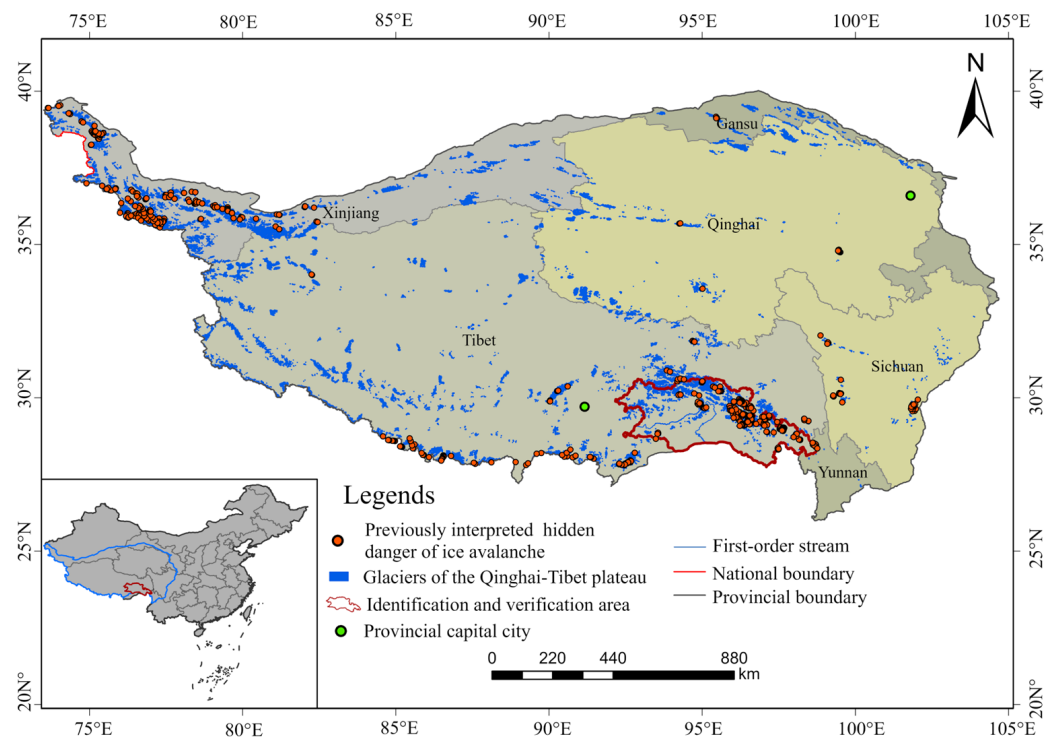 75°E 80°E 85°E 90°E 95°E 100°E 105°E
40°N 40°N
N
Gansu
Xinjiang
Qinghai
35°N 35°N
Tibet
Sichuan
30°N 30°N
Yunnan
Legends
Previously interpreted hidden
danger of ice avalanche
Glaciers of the Qinghai-Tibet plateau
Identification and verification area
Provincial capital city
First-order stream
National boundary
Provincial boundary
25°N 25°N
0 220 440 880
km
20N° 20N°
75°E 80°E 85°E 90°E 95°E 100°E 105°E